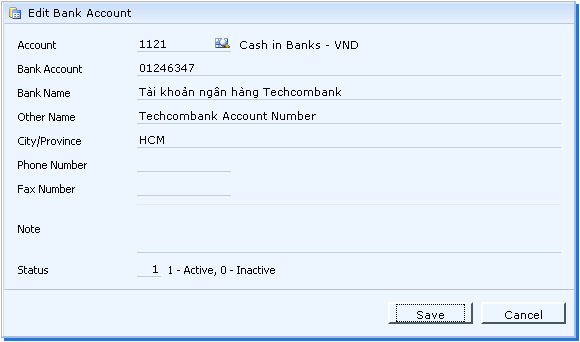 Edit Bank Account
Account 1121 Cash in Banks - VND
Bank Account 01246347
Bank Name Tài khoản ngân hàng Techcombank
Other Name Techcombank Account Number
City/Province HCM
Phone Number
Fax Number
Note
Status 1 1 - Active, 0 - Inactive
Save Cancel